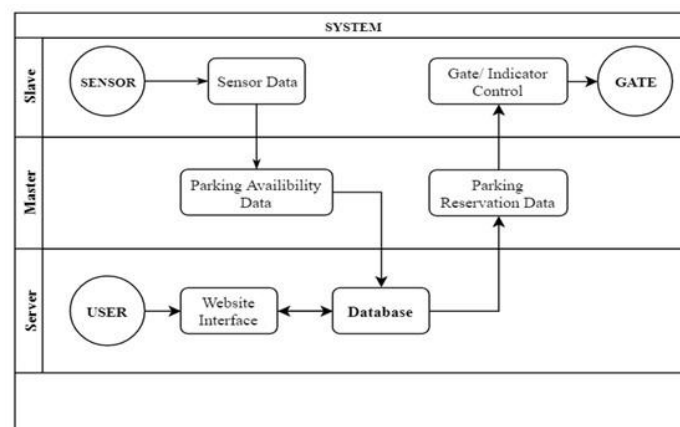 SYSTEM
Slave
SENSOR
Sensor Data
Gate/ Indicator
Control
GATE
Master
Parking Availibility
Data
Parking
Reservation Data
Server
USER
Website
Interface
Database